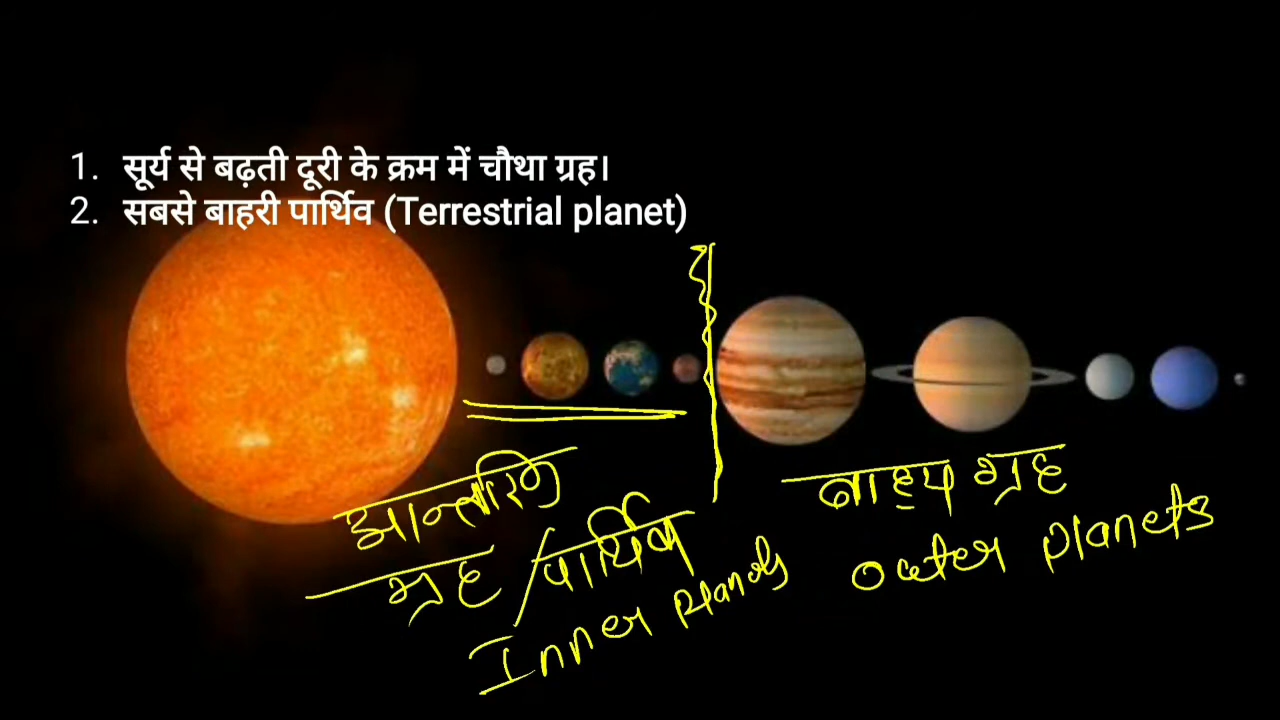 1. सूर्य से बढ़ती दूरी के क्रम में चौथा ग्रह।
2. सबसे बाहरी पार्थिव (Terrestrial planet)
आन्तरिक
ग्रह / पार्थिव
Inner planets
बाह्य ग्रह
outer planets